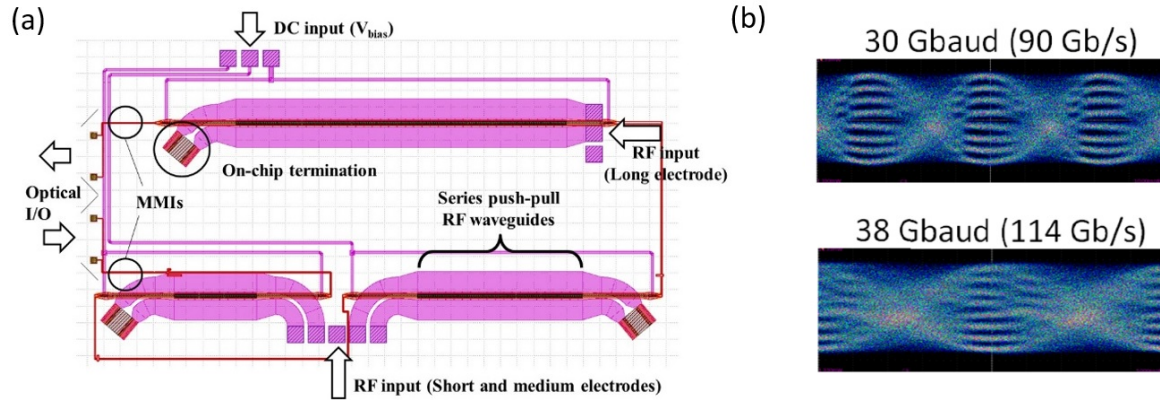 (a)
DC input (Vbias)
On-chip termination
RF input
(Long electrode)
Optical
I/O
MMIs
Series push-pull
RF waveguides
RF input (Short and medium electrodes)
(b)
30 Gbaud (90 Gb/s)
38 Gbaud (114 Gb/s)